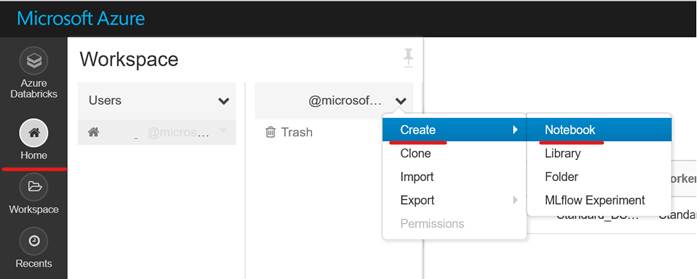 Microsoft Azure
Azure
Databricks
Home
Workspace
Recents
Workspace
Users
@micros...
@microsof...
Trash
Create
Clone
Import
Export
Permissions
Notebook
Library
Folder
MLflow Experiment
Standard_DS... Standa